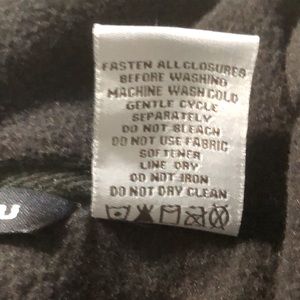 FASTEN ALL CLOSURES
BEFORE WASHING
MACHINE WASH COLD
GENTLE CYCLE
SEPARATELY
DO NOT BLEACH
DO NOT USE FABRIC
SOFTENER
LINE DRY
DO NOT IRON
DO NOT DRY CLEAN